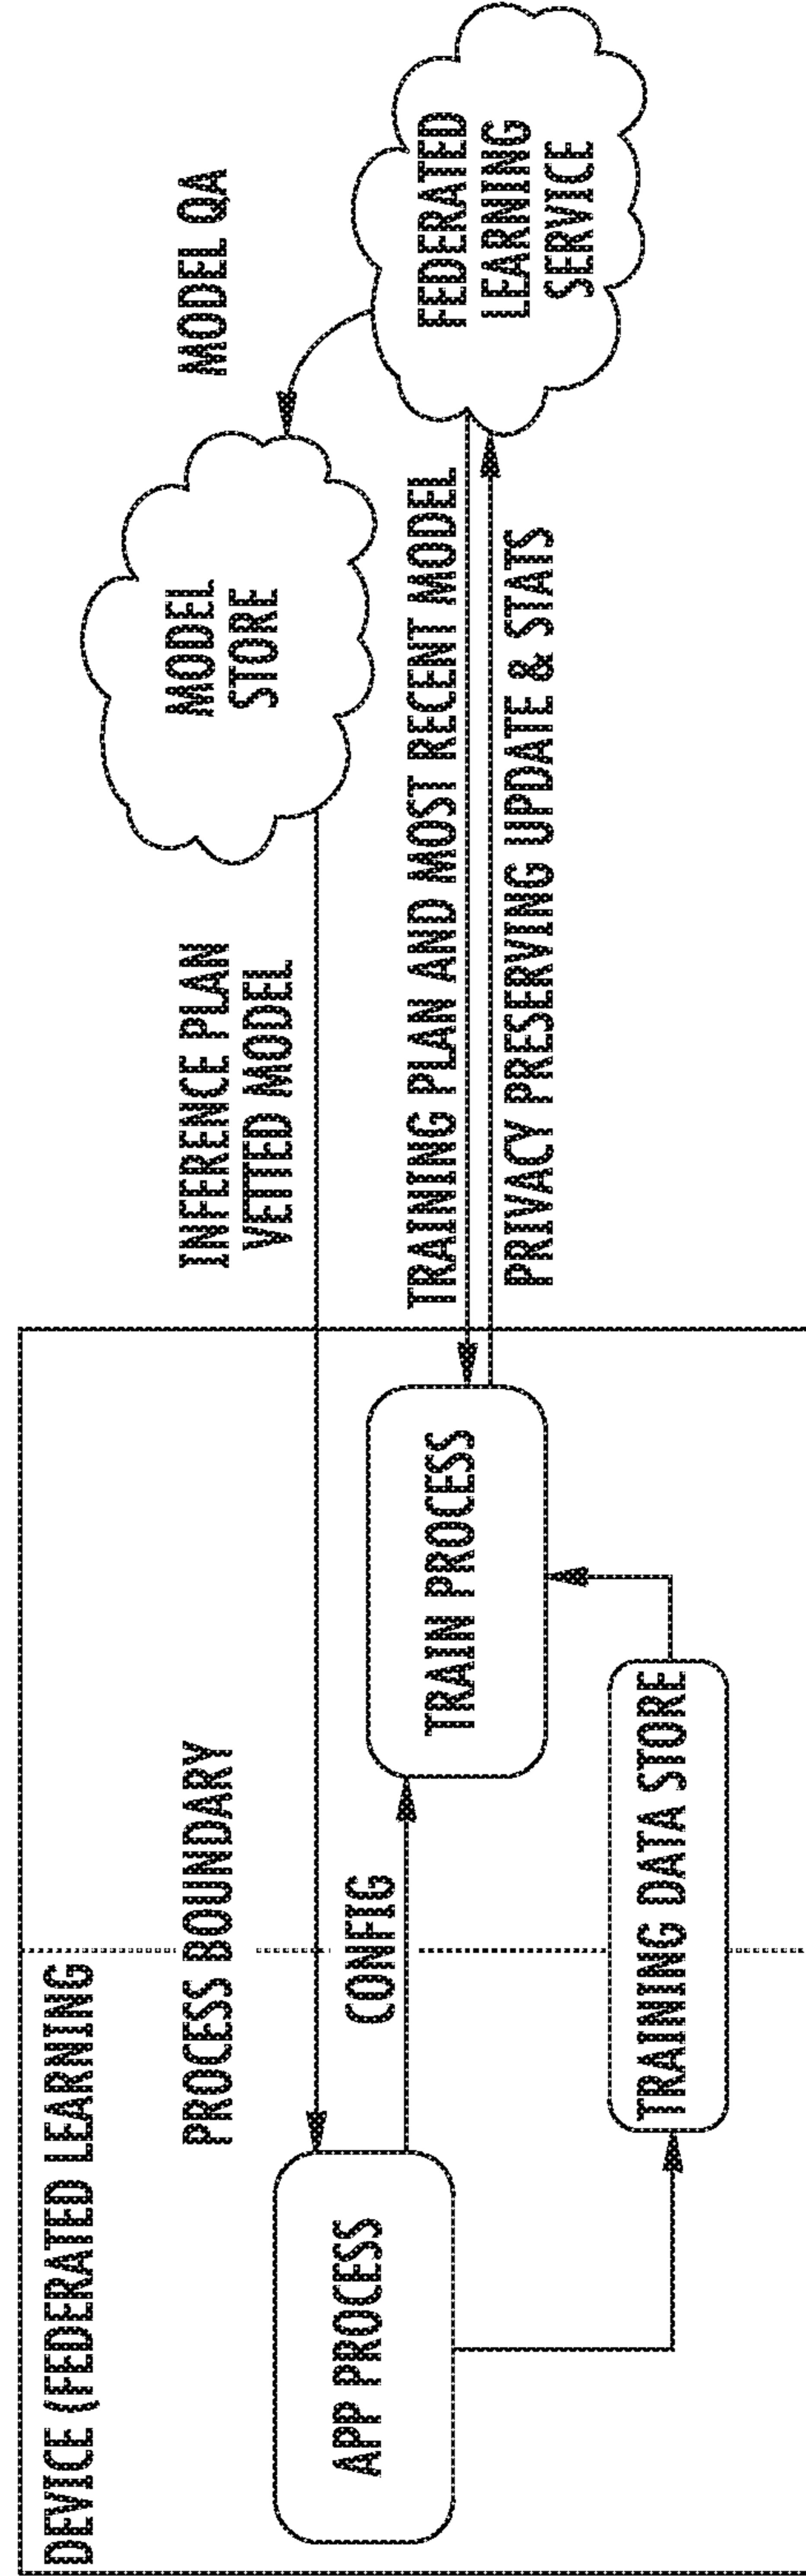 DEVICE (FEDERATED LEARNING
PROCESS BOUNDARY
APP PROCESS
CONFIG
TRAIN PROCESS
TRAINING DATA STORE
INFERENCE PLAN
VETTED MODEL
MODEL
STORE
MODEL QA
TRAINING PLAN AND MOST RECENT MODEL
PRIVACY PRESERVING UPDATE & STATS
FEDERATED
LEARNING
SERVICE